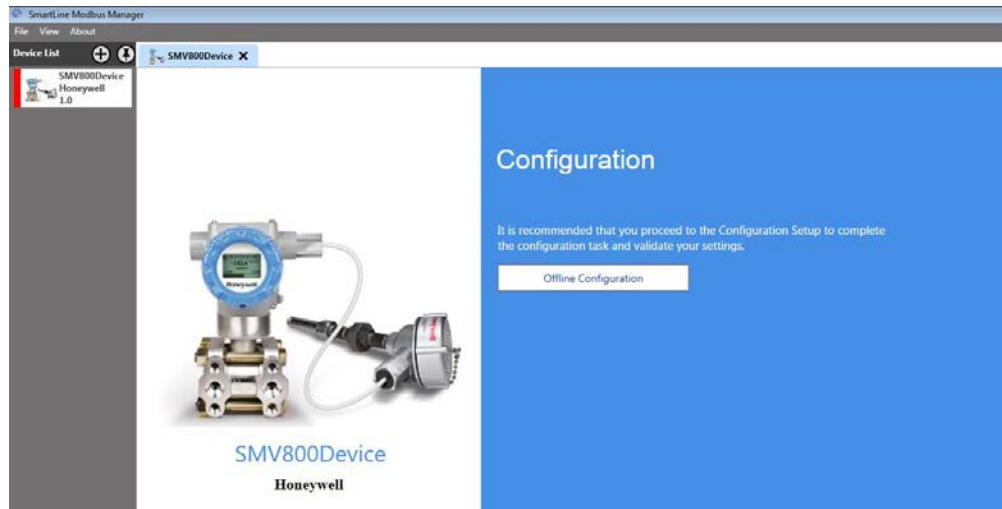 SmartLine Modbus Manager
File View About
Device List
SMV800Device
SMV800Device
Honeywell
1.0
Configuration
It is recommended that you proceed to the Configuration Setup to complete
the configuration task and validate your settings.
Offline Configuration
Honeywell
SMV800Device
Honeywell